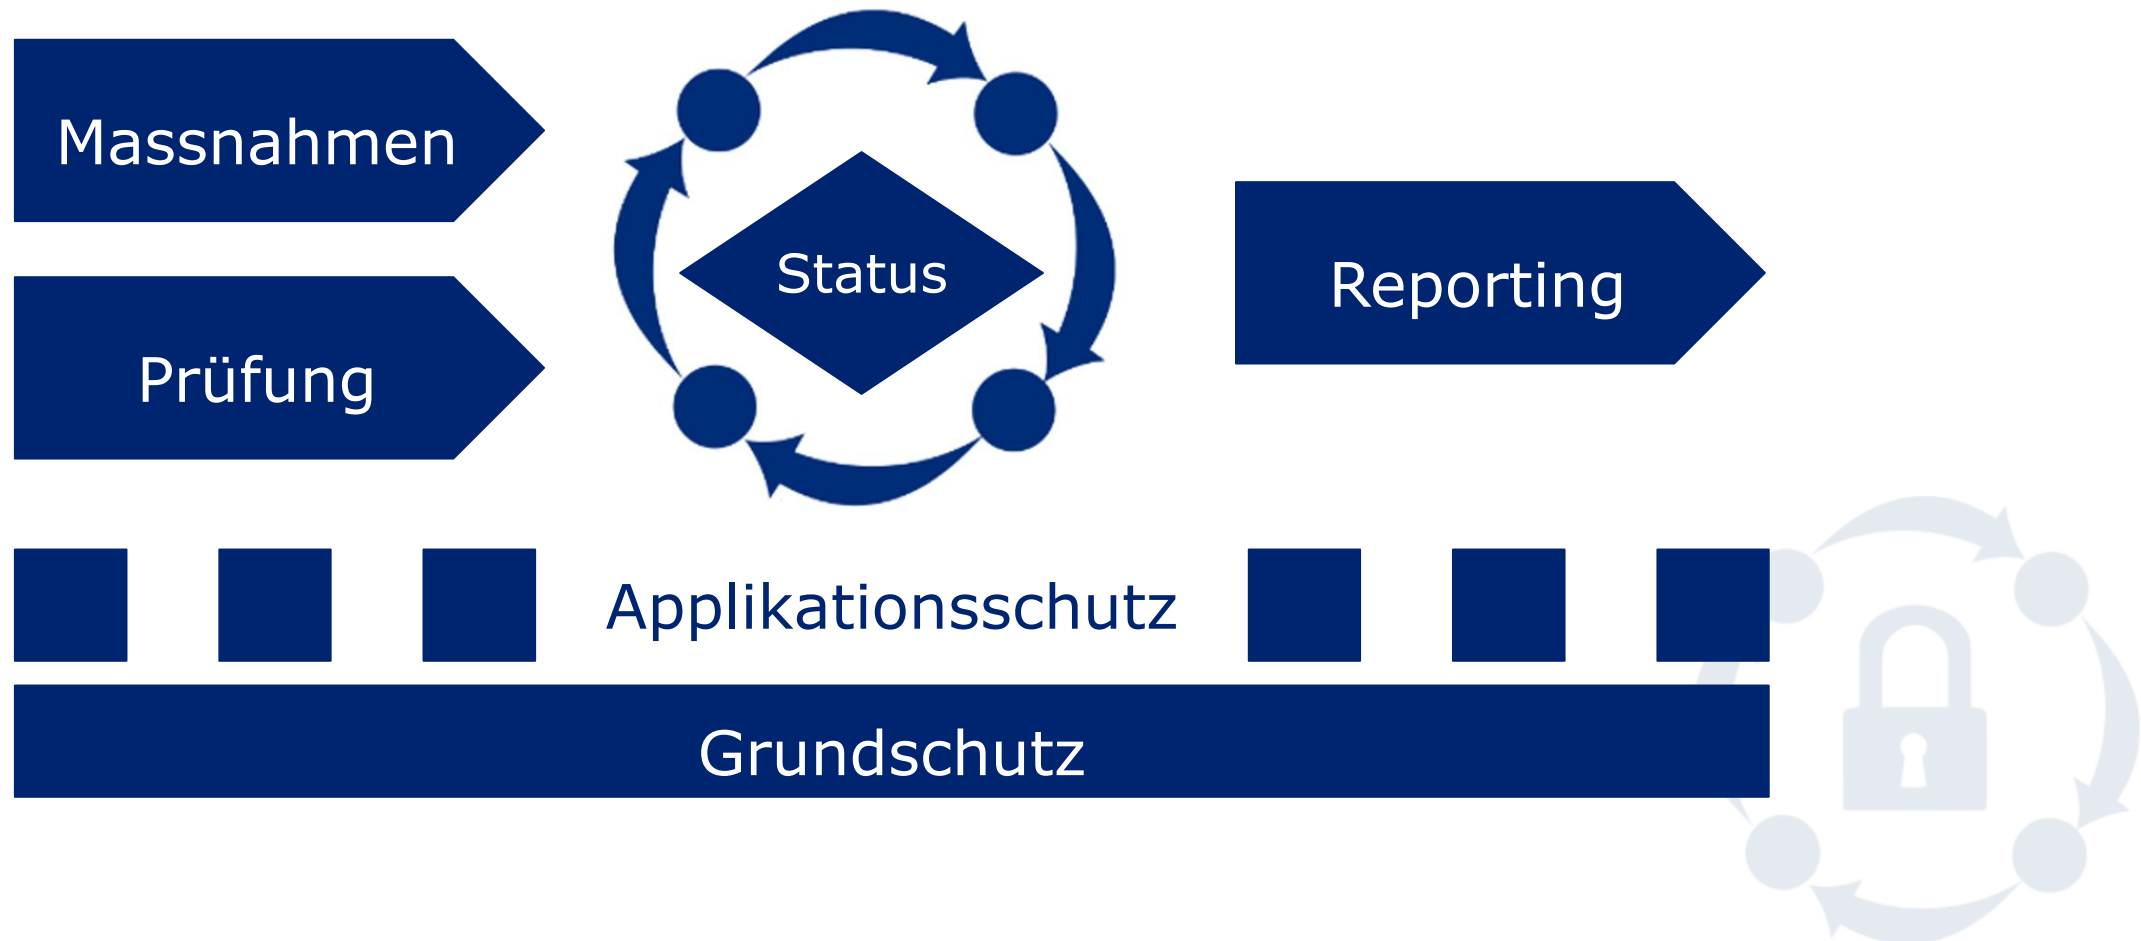 Massnahmen
Prüfung
Status
Reporting
Applikationsschutz
Grundschutz